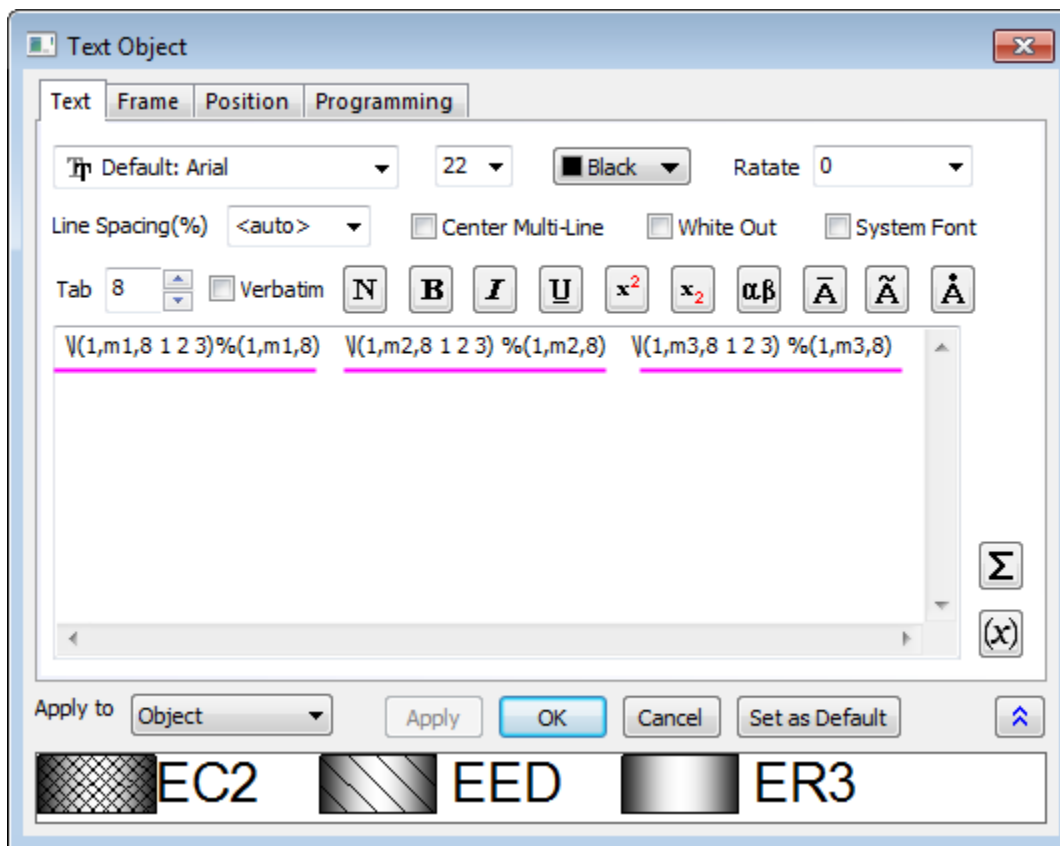 Text Object
Text Frame Position Programming
Default: Arial 22 Black Ratate 0
Line Spacing(%) <auto> Center Multi-Line White Out System Font
Tab 8 Verbatim N B I U x² x₂ αβ Ā Ã Å
\l(1,m1,8 1 2 3)%(1,m1,8) \l(1,m2,8 1 2 3) %(1,m2,8) \l(1,m3,8 1 2 3) %(1,m3,8)
Σ
(x)
Apply to Object Apply OK Cancel Set as Default
EC2 EED ER3